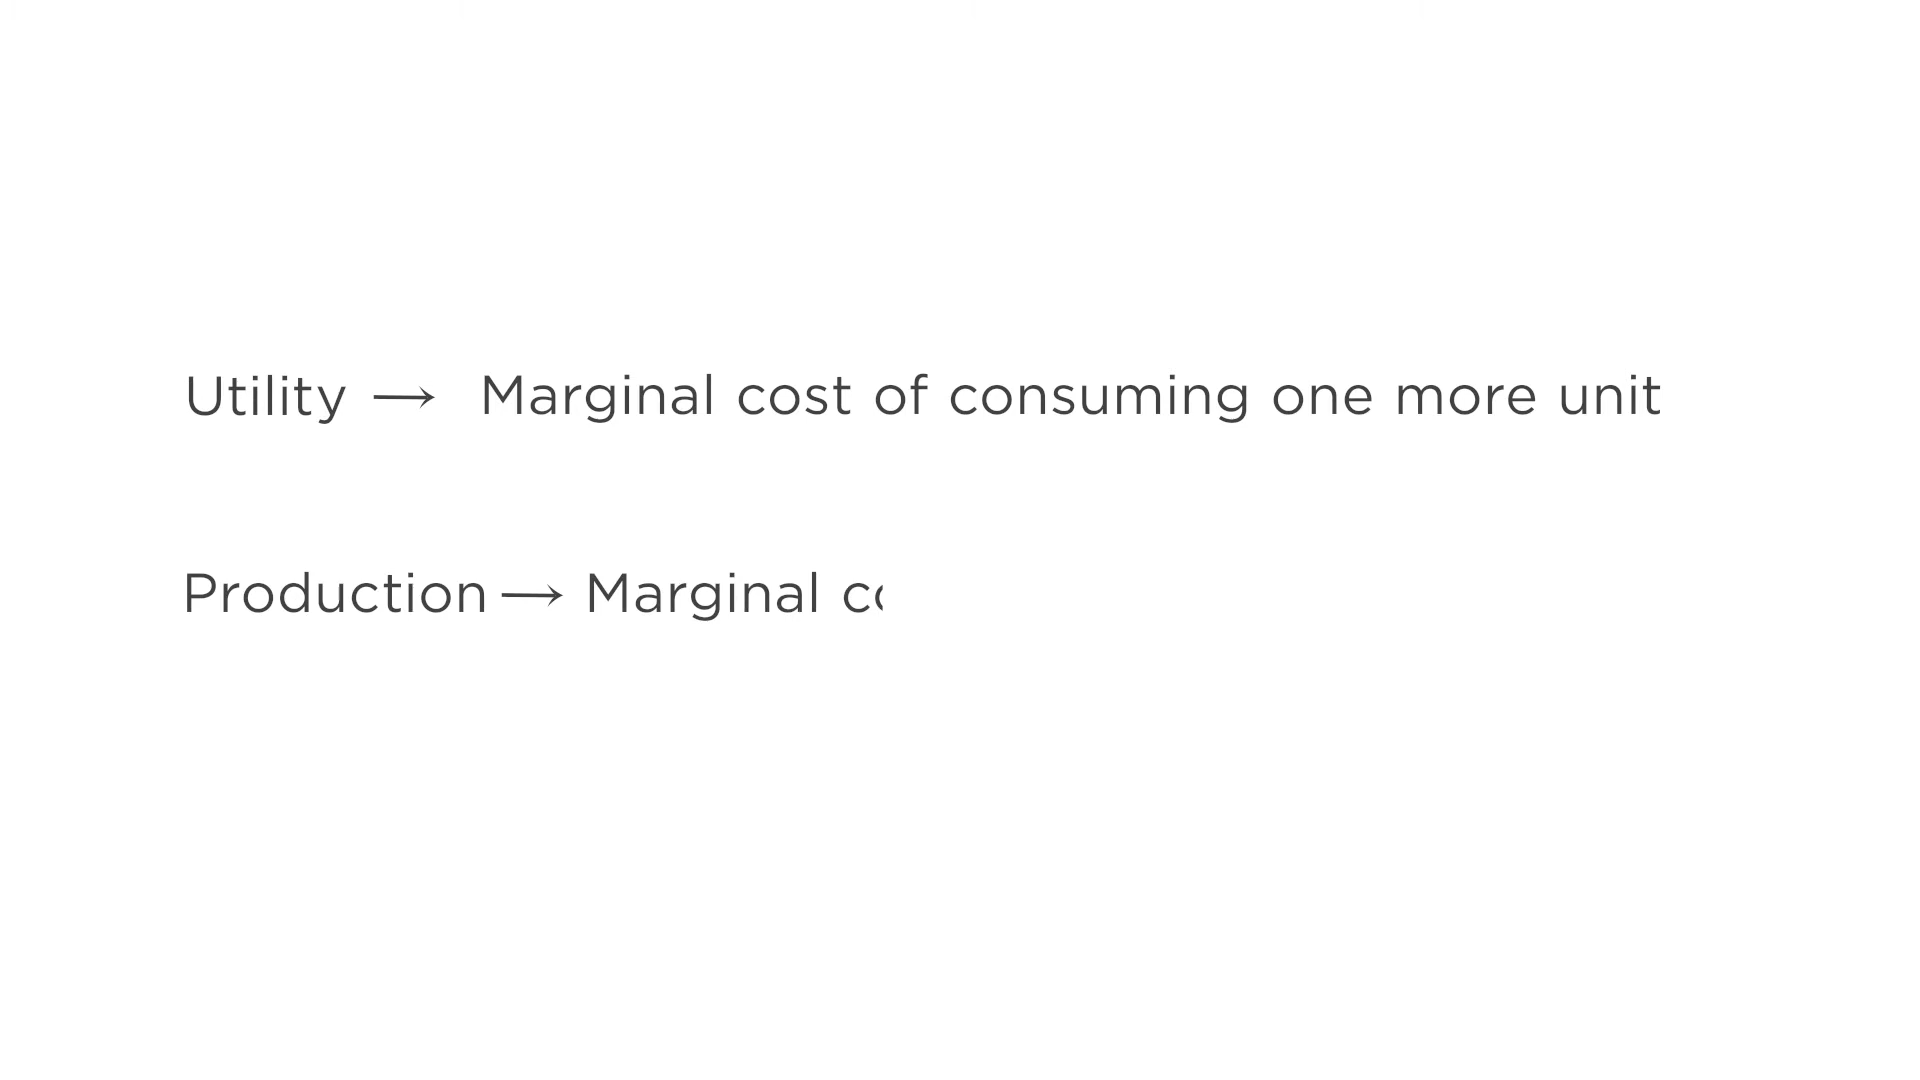 Utility → Marginal cost of consuming one more unit
Production → Marginal